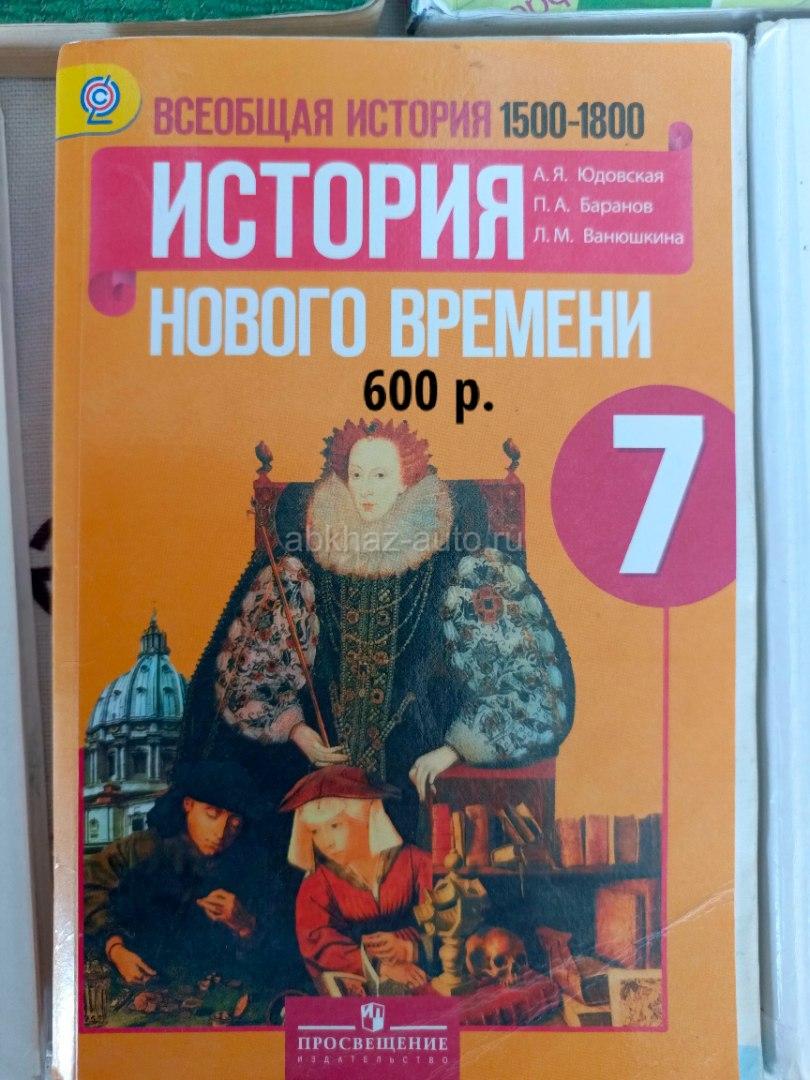 ВСЕОБЩАЯ ИСТОРИЯ 1500-1800
ИСТОРИЯ
А. Я. Юдовская
П. А. Баранов
Л. М. Ванюшкина
НОВОГО ВРЕМЕНИ
600 р.
7
abkhaz-auto.ru
ПРОСВЕЩЕНИЕ
ИЗДАТЕЛЬСТВО